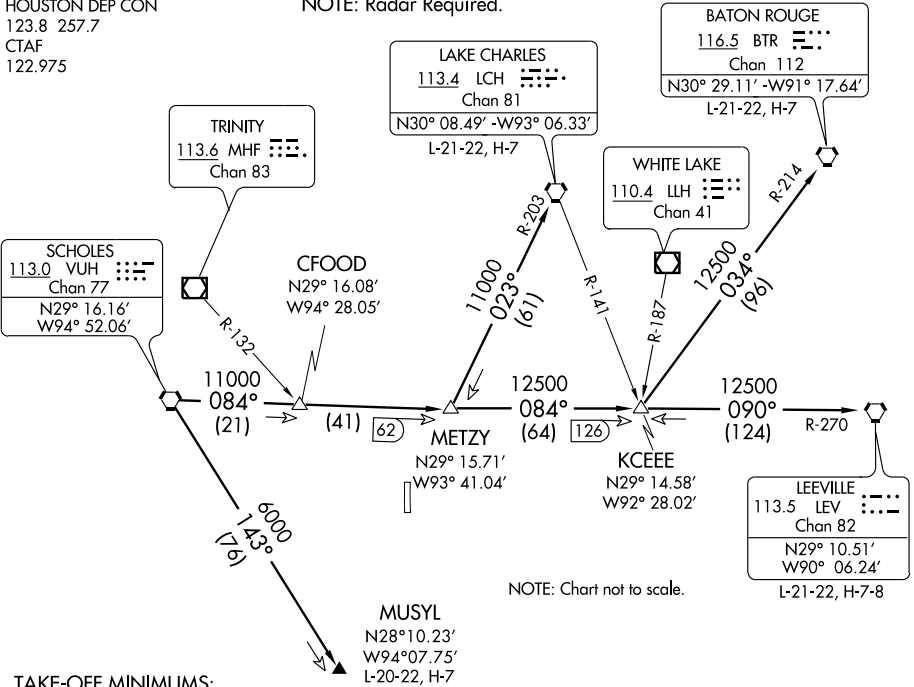 HOUSTON DEP CON
123.8 257.7
CTAF
122.975
NOTE: Radar Required.
BATON ROUGE
116.5 BTR
Chan 112
N30° 29.11’ -W91° 17.64’
L-21-22, H-7
LAKE CHARLES
113.4 LCH
Chan 81
N30° 08.49’ -W93° 06.33’
L-21-22, H-7
TRINITY
113.6 MHF
Chan 83
WHITE LAKE
110.4 LLH
Chan 41
SCHOLES
113.0 VUH
Chan 77
N29° 16.16’
W94° 52.06’
CFOOD
N29° 16.08’
W94° 28.05’
R-132
R-203
11000
023°
(61)
R-141
R-187
R-214
12500
034°
(96)
11000
084°
(21)
(41)
62
12500
084°
(64)
126
12500
090°
(124)
R-270
METZY
N29° 15.71’
W93° 41.04’
KCEEE
N29° 14.58’
W92° 28.02’
LEEVILLE
113.5 LEV
Chan 82
N29° 10.51’
W90° 06.24’
L-21-22, H-7-8
6000
143°
(76)
NOTE: Chart not to scale.
MUSYL
N28°10.23’
W94°07.75’
L-20-22, H-7
TAKE-OFF MINIMUMS: